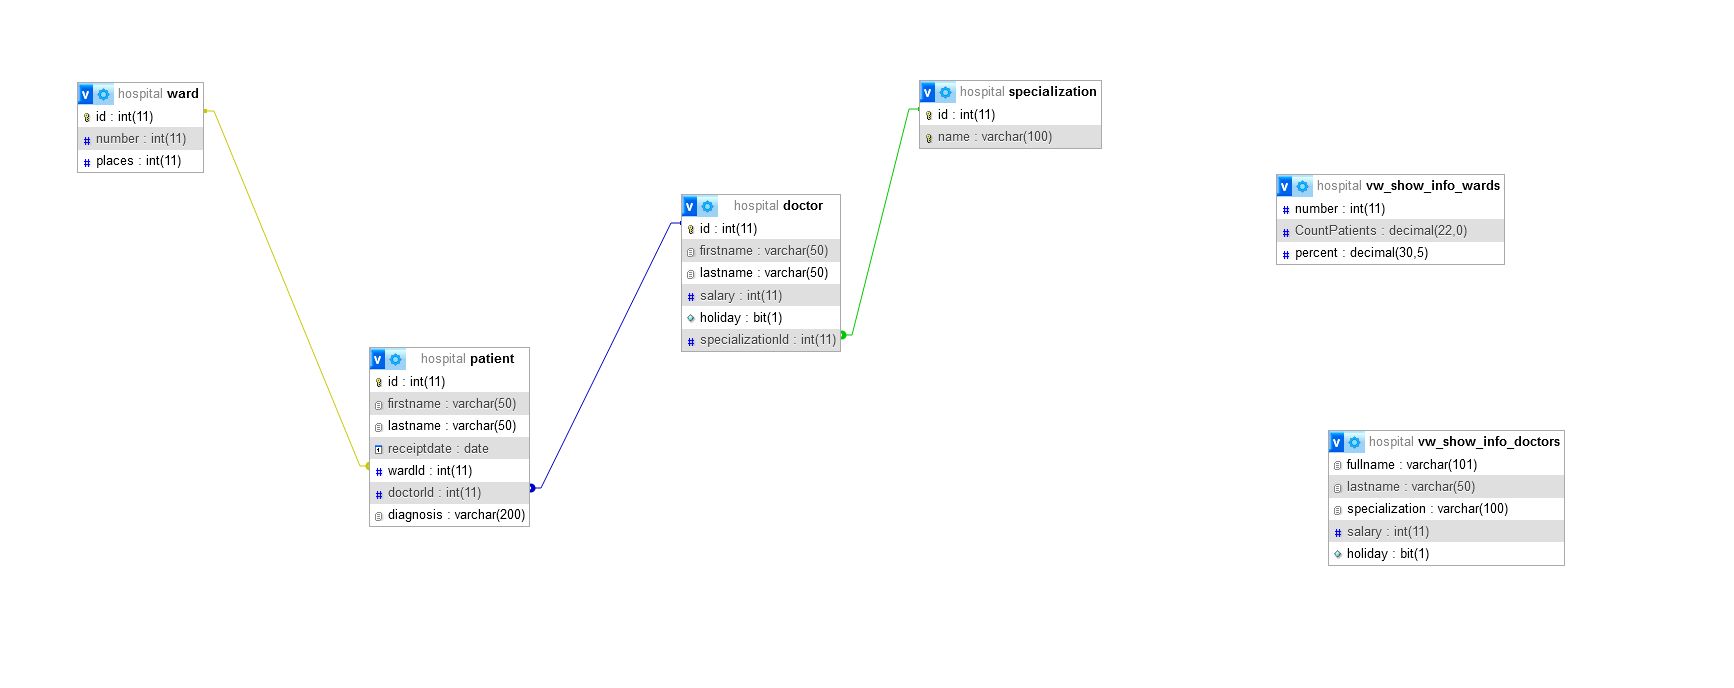 v hospital ward
id : int(11)
# number : int(11)
# places : int(11)
v hospital patient
id : int(11)
firstname : varchar(50)
lastname : varchar(50)
receiptdate : date
# wardId : int(11)
# doctorId : int(11)
diagnosis : varchar(200)
v hospital doctor
id : int(11)
firstname : varchar(50)
lastname : varchar(50)
# salary : int(11)
holiday : bit(1)
# specializationId : int(11)
v hospital specialization
id : int(11)
name : varchar(100)
v hospital vw_show_info_wards
# number : int(11)
# CountPatients : decimal(22,0)
# percent : decimal(30,5)
v hospital vw_show_info_doctors
fullname : varchar(101)
lastname : varchar(50)
specialization : varchar(100)
# salary : int(11)
holiday : bit(1)